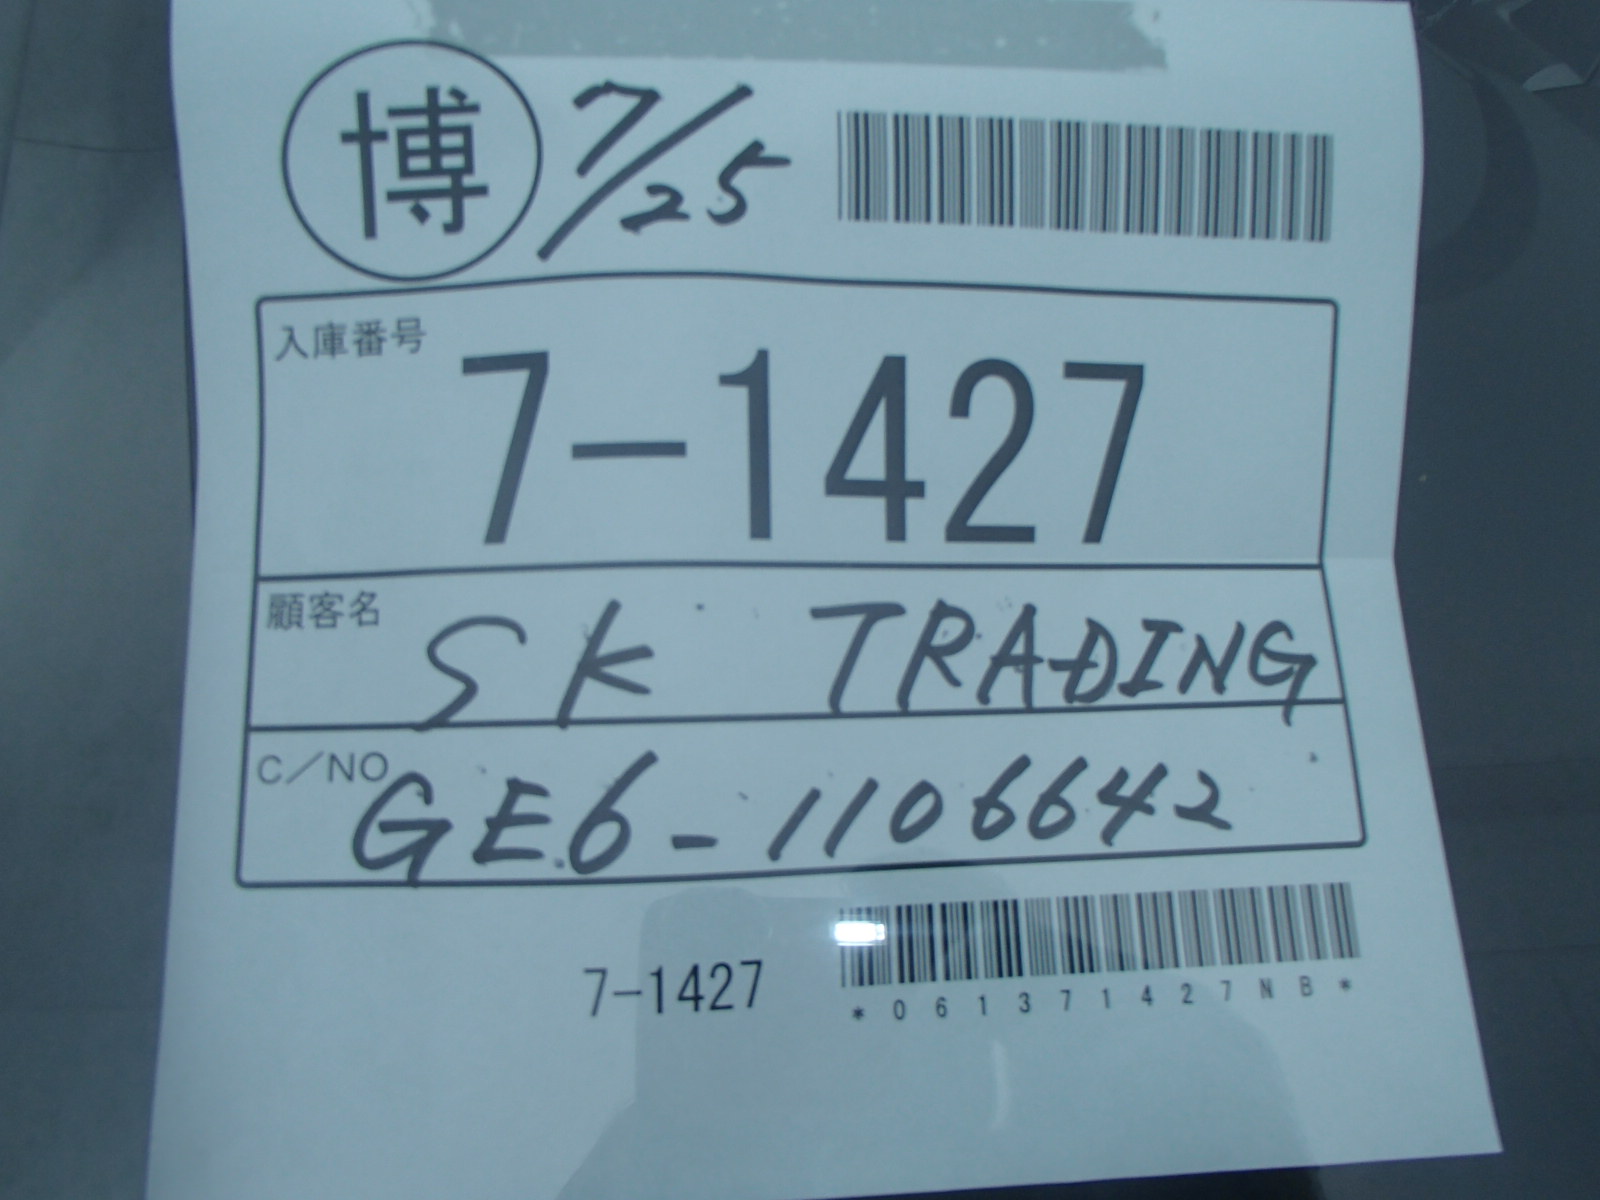 博 7/25
入庫番号
7-1427
顧客名
SK TRADING
C/NO
GE6-1106642
7-1427
*061371427NB*